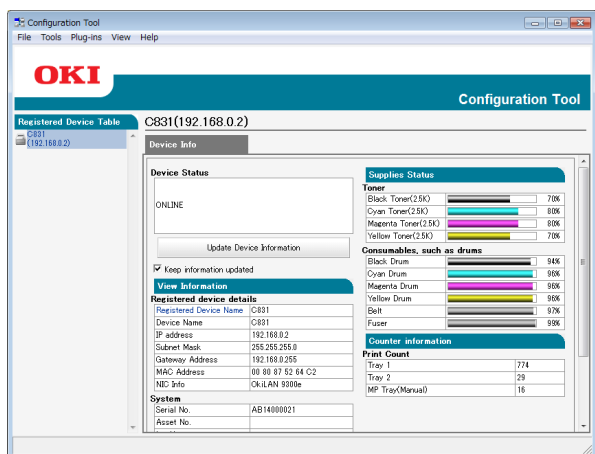 Configuration Tool
File Tools Plug-ins View Help
OKI
Configuration Tool
Registered Device Table
C831
(192.168.0.2)
C831(192.168.0.2)
Device Info
Device Status
ONLINE
Update Device Information
Keep information updated
View Information
Registered device details
Registered Device Name C831
Device Name C831
IP address 192.168.0.2
Subnet Mask 255.255.255.0
Gateway Address 192.168.0.255
MAC Address 00 80 87 52 64 C2
NIC Info OkiLAN 9300e
System
Serial No. AB14000021
Asset No.
Supplies Status
Toner
Black Toner(2.5K) 70%
Cyan Toner(2.5K) 80%
Magenta Toner(2.5K) 80%
Yellow Toner(2.5K) 70%
Consumables, such as drums
Black Drum 94%
Cyan Drum 96%
Magenta Drum 96%
Yellow Drum 96%
Belt 97%
Fuser 99%
Counter information
Print Count
Tray 1 774
Tray 2 29
MP Tray(Manual) 16